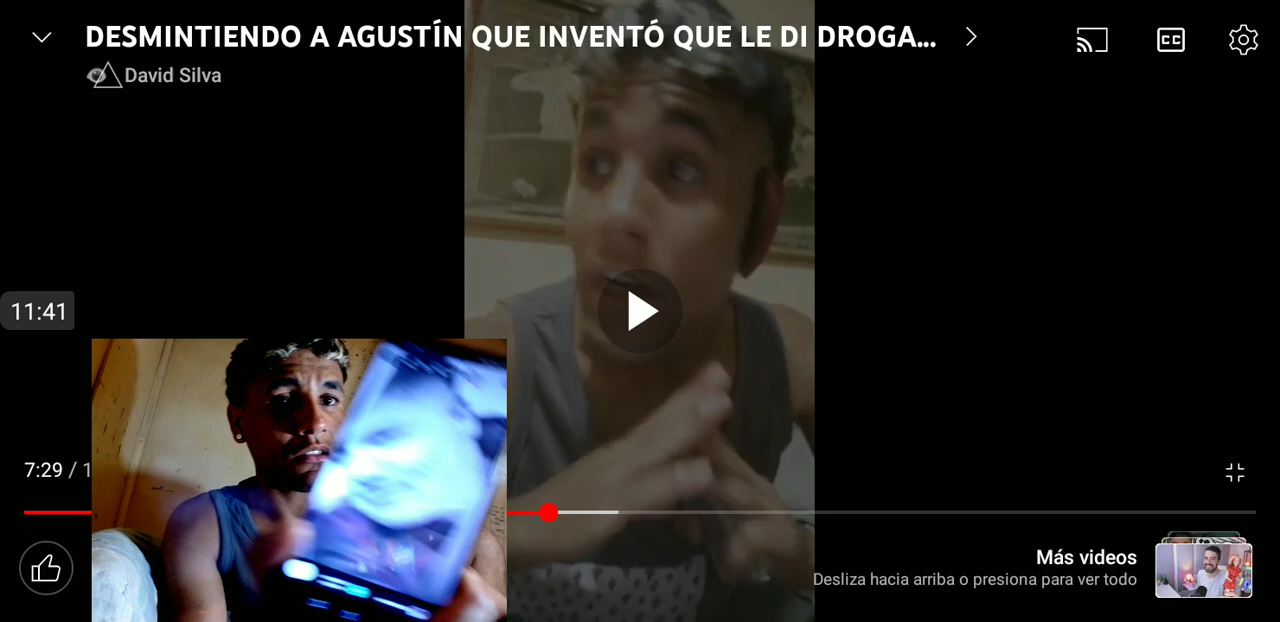 DESMINTIENDO A AGUSTÍN QUE INVENTÓ QUE LE DI DROGA...
CC
David Silva
11:41
7:29 / 1
Más videos
Desliza hacia arriba o presiona para ver todo